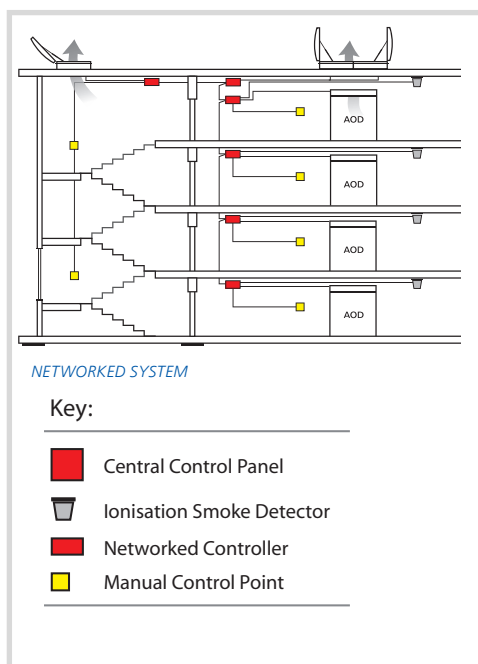 AOD
AOD
AOD
AOD
NETWORKED SYSTEM
Key:
Central Control Panel
Ionisation Smoke Detector
Networked Controller
Manual Control Point